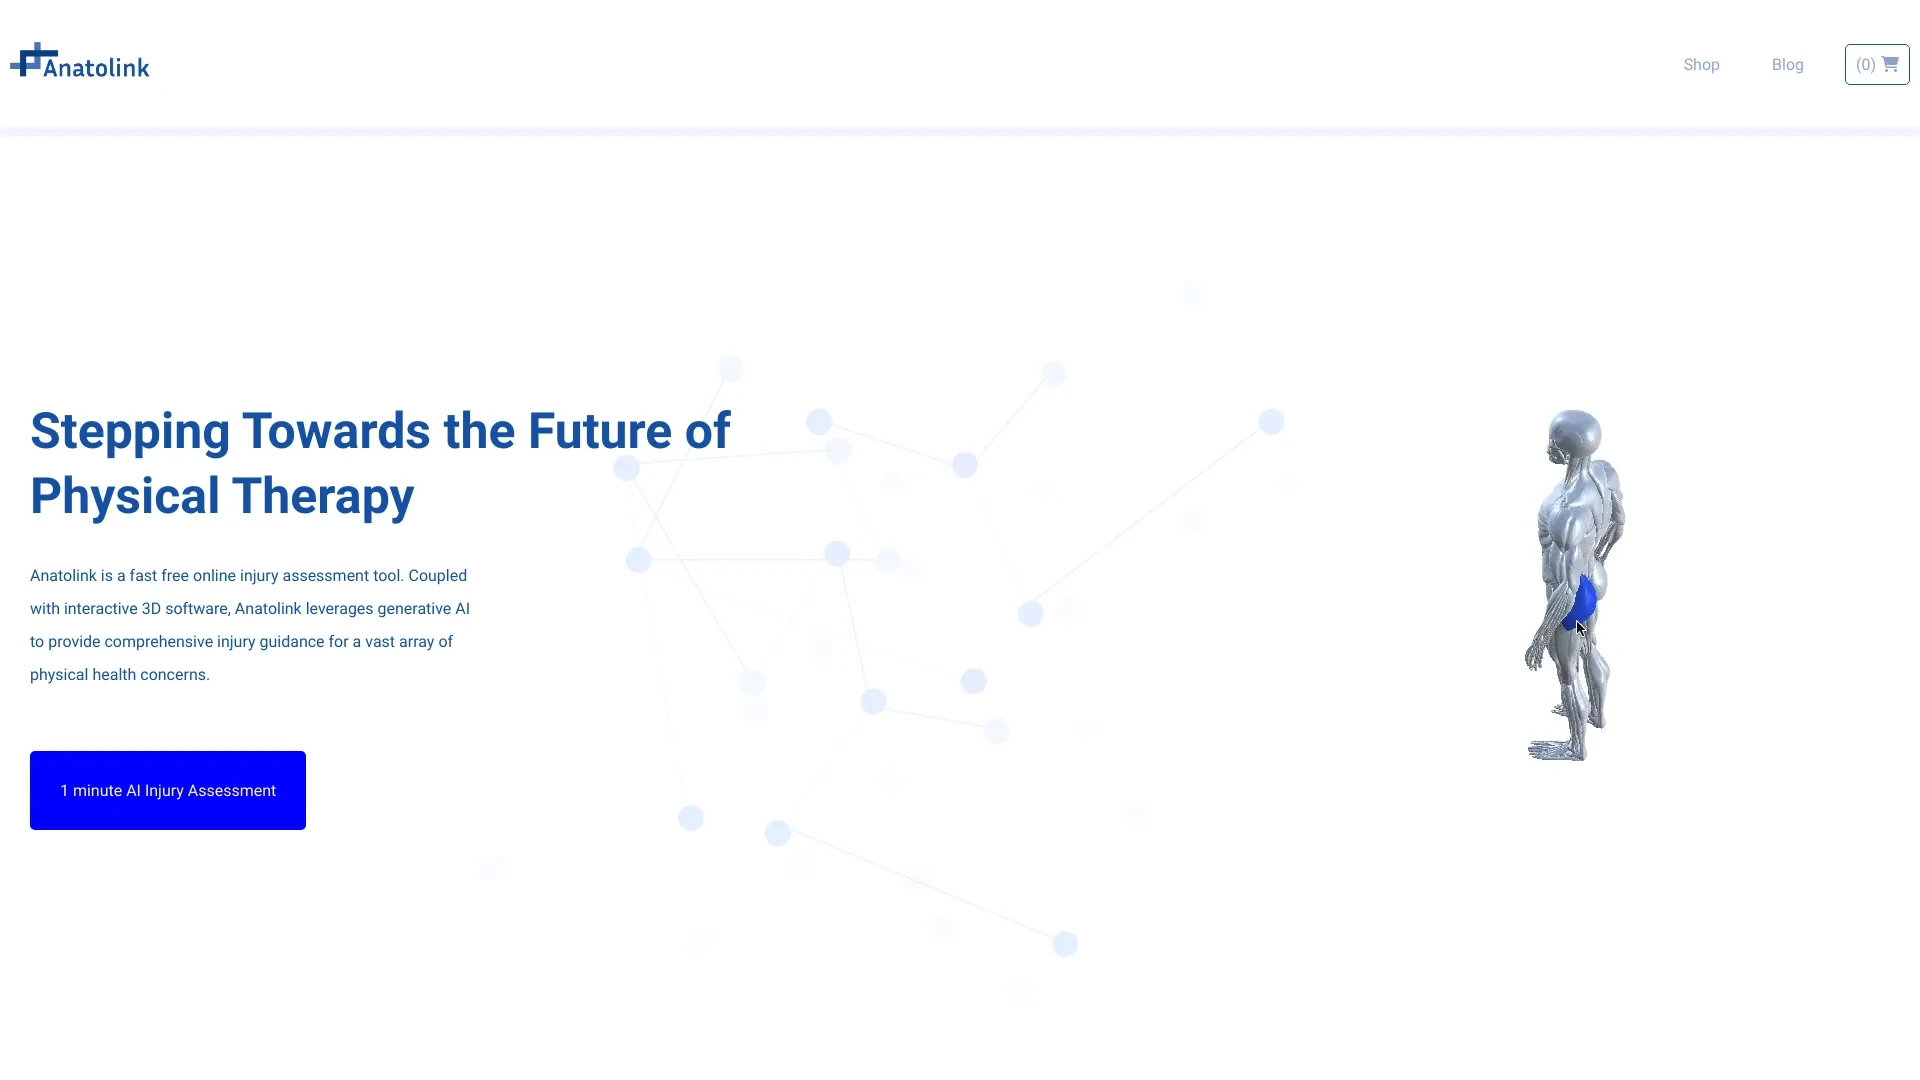 Anatolink
Shop
Blog
(0)
Stepping Towards the Future of
Physical Therapy
Anatolink is a fast free online injury assessment tool. Coupled
with interactive 3D software, Anatolink leverages generative AI
to provide comprehensive injury guidance for a vast array of
physical health concerns.
1 minute AI Injury Assessment